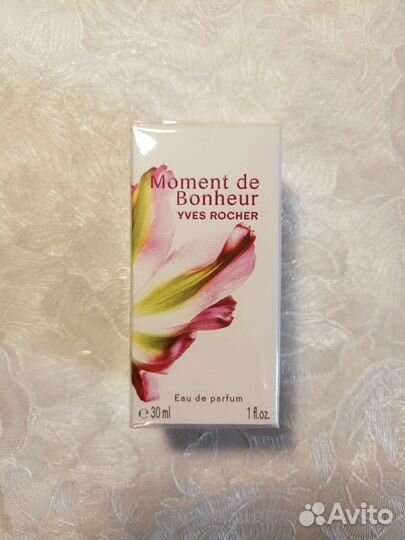 Moment de
Bonheur
YVES ROCHER
Eau de parfum
℮ 30 ml 1 fl.oz.
Avito